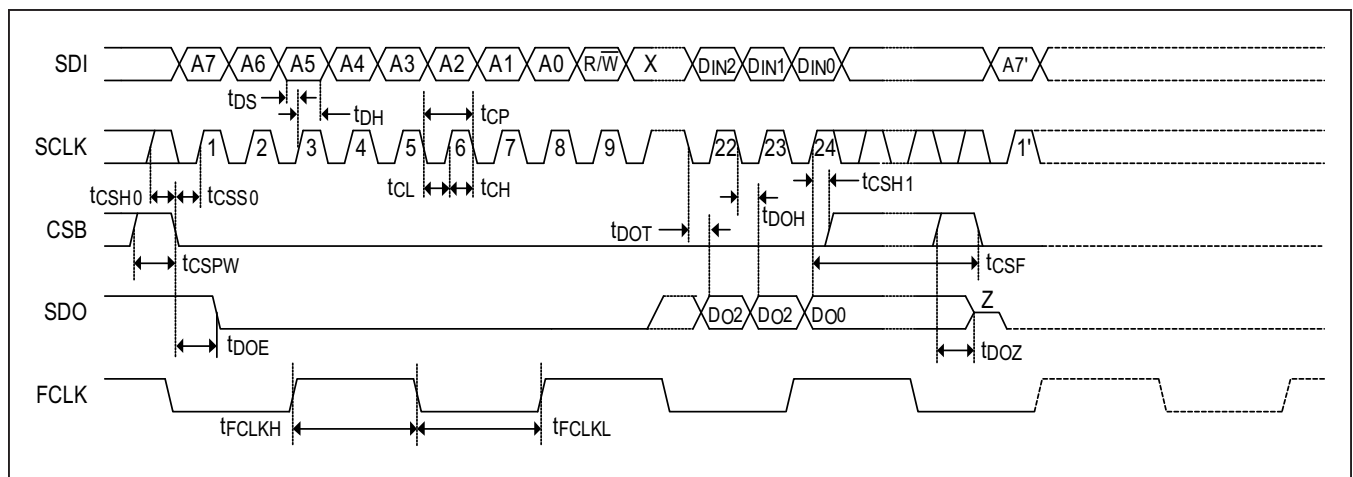 SDI A7 A6 A5 A4 A3 A2 A1 A0 R/W̅ X DIN2 DIN1 DIN0 A7'
tDS tDH tCP
SCLK 1 2 3 4 5 6 7 8 9 22 23 24 1'
tCSH0 tCSS0 tCL tCH tCSH1
tDOT tDOH
CSB
tCSPW tCSF
SDO DO2 DO2 DO0 Z
tDOE tDOZ
FCLK
tFCLKH tFCLKL